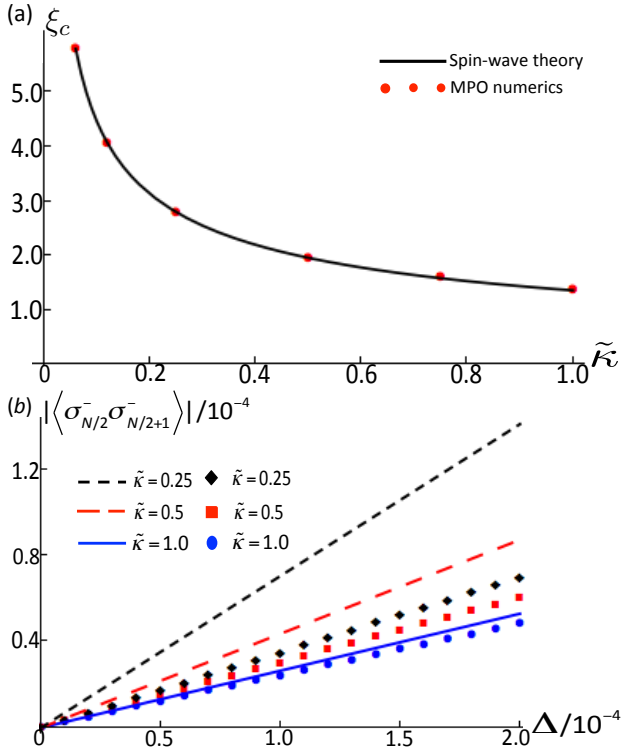 (a)
ξc
Spin-wave theory
MPO numerics
5.0
4.0
3.0
2.0
1.0
0 0.2 0.4 0.6 0.8 1.0
κ̃
(b) |⟨σ⁻N/2 σ⁻N/2+1⟩|/10⁻⁴
1.2
κ̃ = 0.25 κ̃ = 0.25
κ̃ = 0.5 κ̃ = 0.5
κ̃ = 1.0 κ̃ = 1.0
0.8
0.4
0
0 0.5 1.0 1.5 2.0
Δ/10⁻⁴